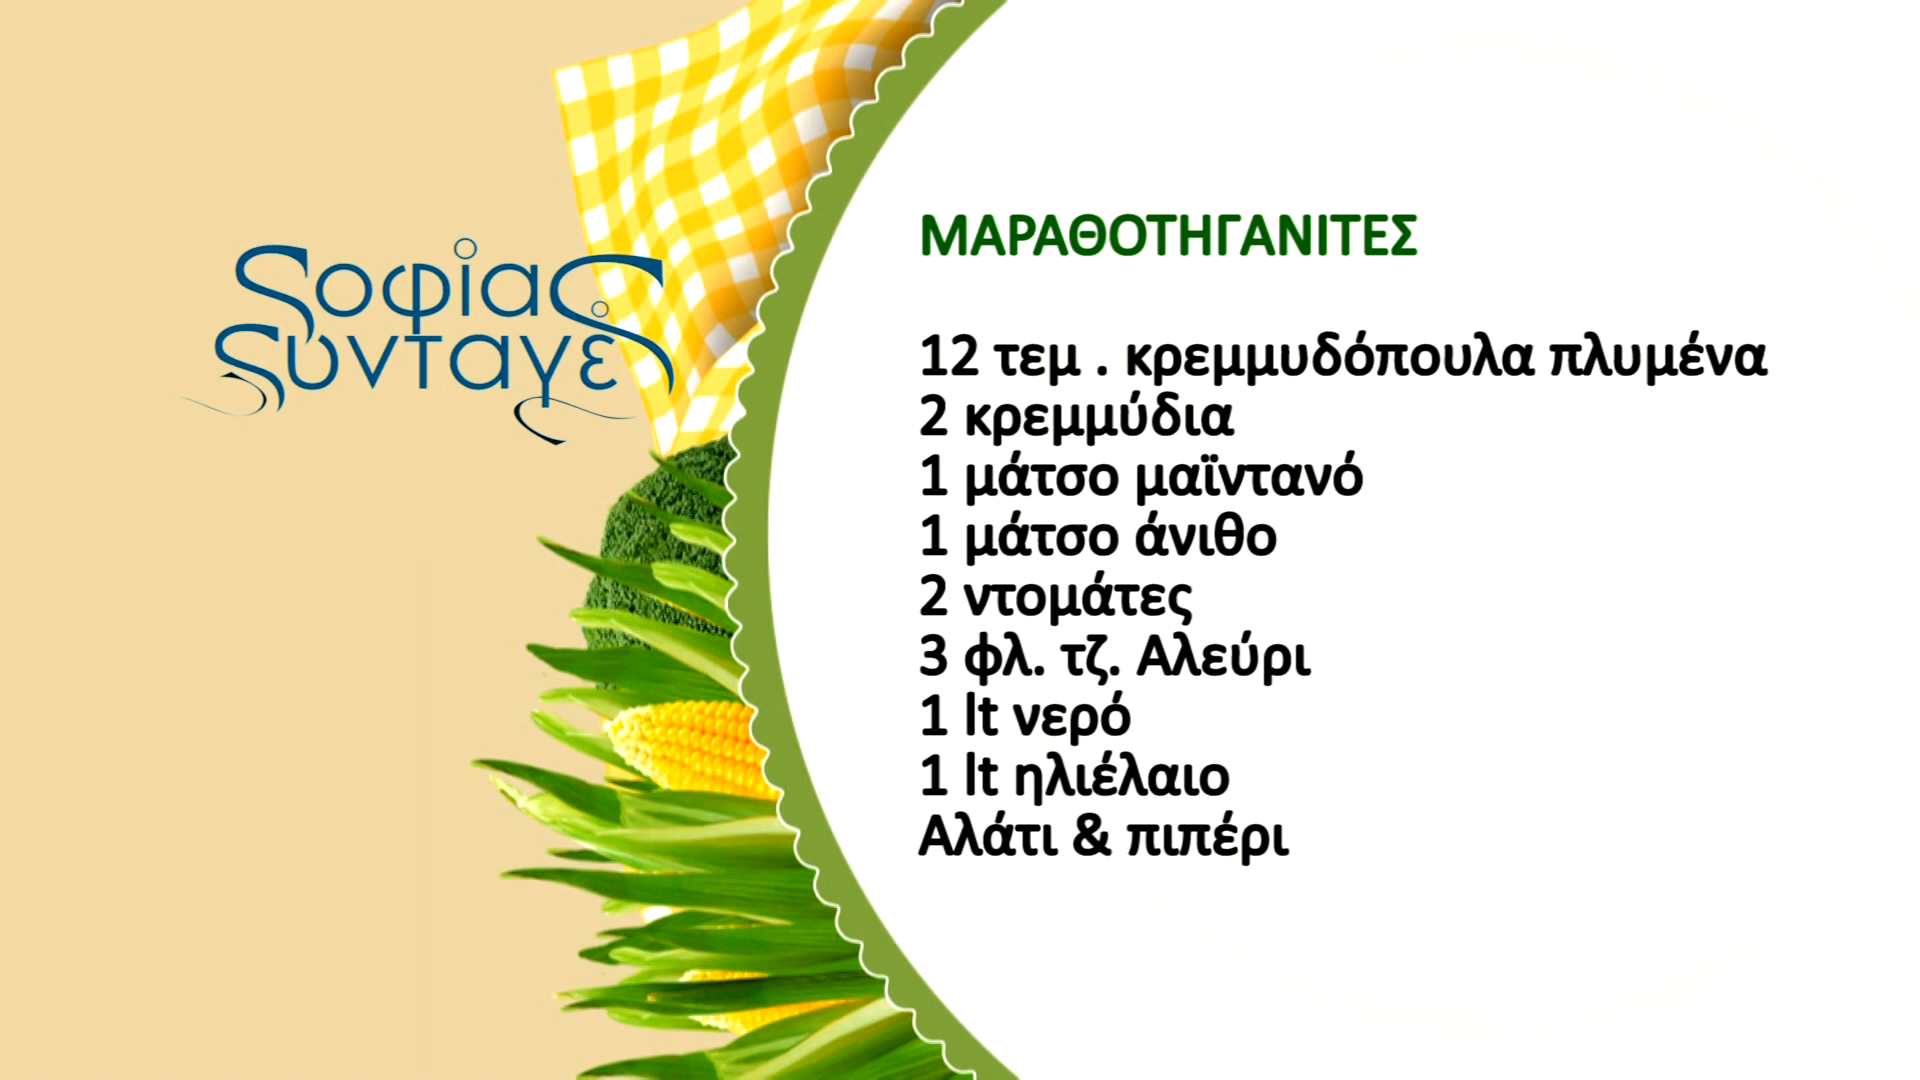 Σοφίας
Συνταγές
ΜΑΡΑΘΟΤΗΓΑΝΙΤΕΣ
12 τεμ . κρεμμυδόπουλα πλυμένα
2 κρεμμύδια
1 μάτσο μαϊντανό
1 μάτσο άνιθο
2 ντομάτες
3 φλ. τζ. Αλεύρι
1 lt νερό
1 lt ηλιέλαιο
Αλάτι & πιπέρι